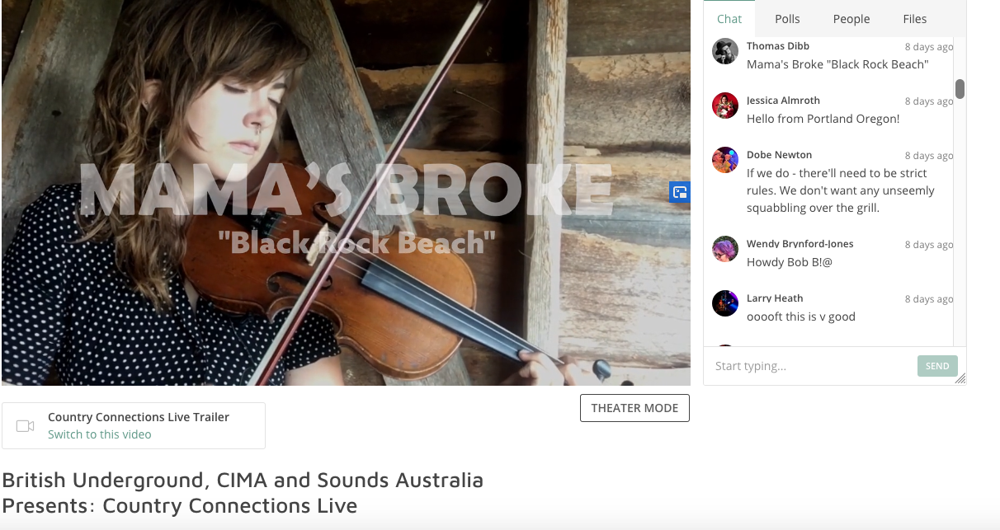 MAMA'S BROKE
"Black Rock Beach"
Chat Polls People Files
Thomas Dibb 8 days ago
Mama's Broke "Black Rock Beach"
Jessica Almroth 8 days ago
Hello from Portland Oregon!
Dobe Newton 8 days ago
If we do - there'll need to be strict
rules. We don't want any unseemly
squabbling over the grill.
Wendy Brynford-Jones 8 days ago
Howdy Bob B!@
Larry Heath 8 days ago
ooooft this is v good
Start typing... SEND
THEATER MODE
Country Connections Live Trailer
Switch to this video
British Underground, CIMA and Sounds Australia
Presents: Country Connections Live